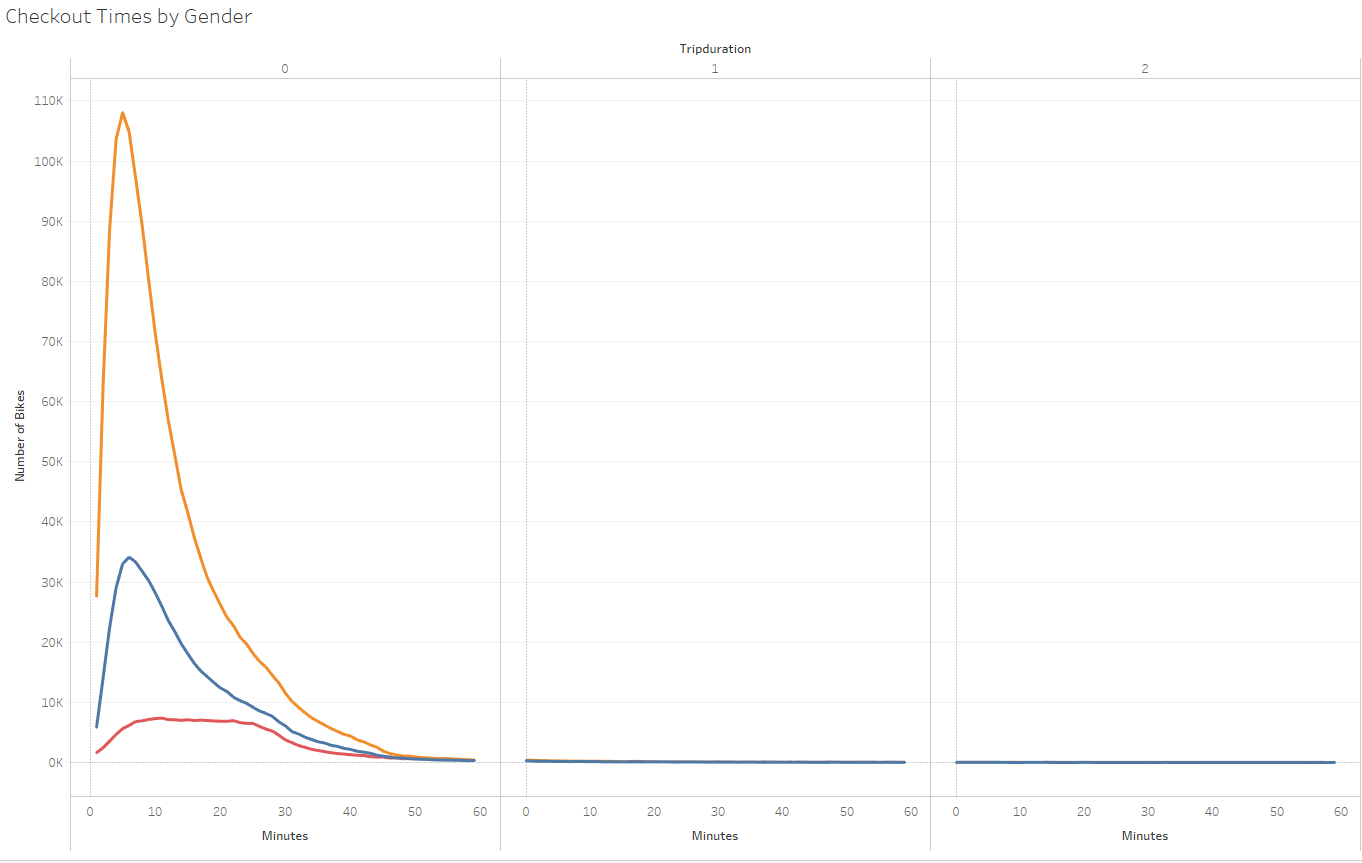 Checkout Times by Gender
Tripduration
0 1 2
110K
100K
90K
80K
70K
60K
50K
40K
30K
20K
10K
0K
Number of Bikes
0 10 20 30 40 50 60 0 10 20 30 40 50 60 0 10 20 30 40 50 60
Minutes Minutes Minutes